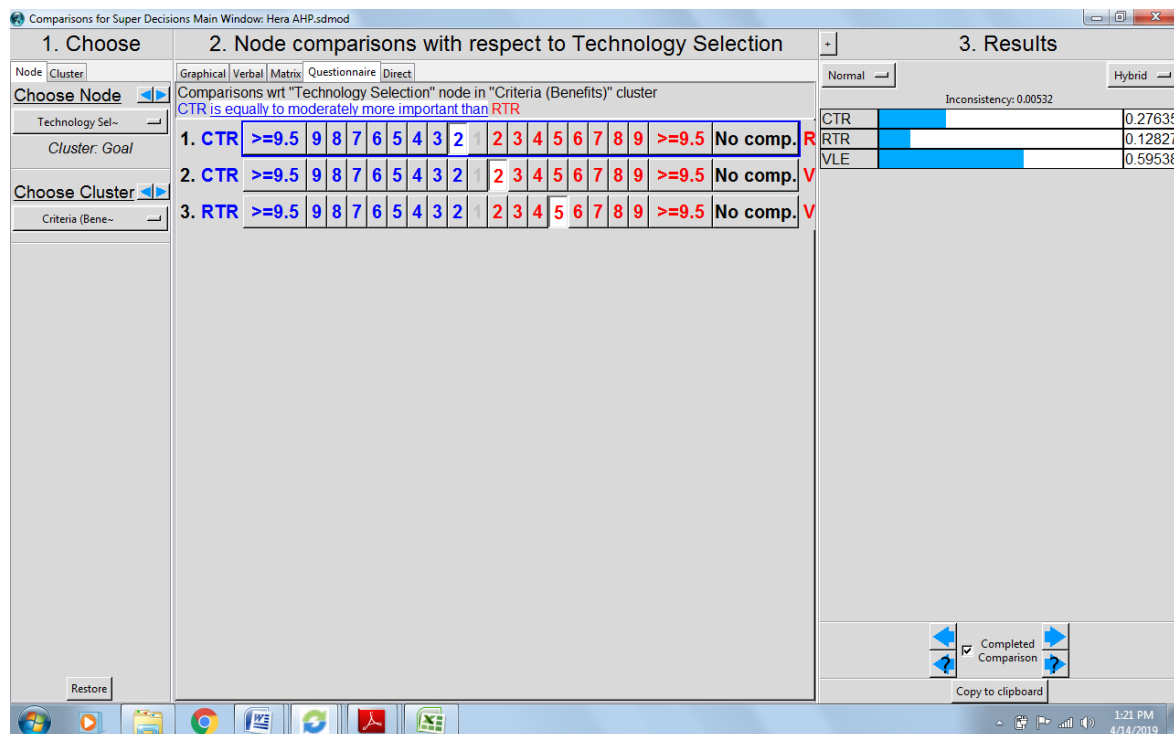 Comparisons for Super Decisions Main Window: Hera AHP.sdmod
1. Choose
Node Cluster
Choose Node
Technology Sel~
Cluster: Goal
Choose Cluster
Criteria (Bene~
Restore
2. Node comparisons with respect to Technology Selection
Graphical Verbal Matrix Questionnaire Direct
Comparisons wrt "Technology Selection" node in "Criteria (Benefits)" cluster
CTR is equally to moderately more important than RTR
1. CTR >=9.5 9 8 7 6 5 4 3 2 1 2 3 4 5 6 7 8 9 >=9.5 No comp. R
2. CTR >=9.5 9 8 7 6 5 4 3 2 1 2 3 4 5 6 7 8 9 >=9.5 No comp. V
3. RTR >=9.5 9 8 7 6 5 4 3 2 1 2 3 4 5 6 7 8 9 >=9.5 No comp. V
+ 3. Results
Normal Hybrid
Inconsistency: 0.00532
CTR 0.27635
RTR 0.12827
VLE 0.59538
Completed
Comparison
? ?
Copy to clipboard
1:21 PM
4/14/2019